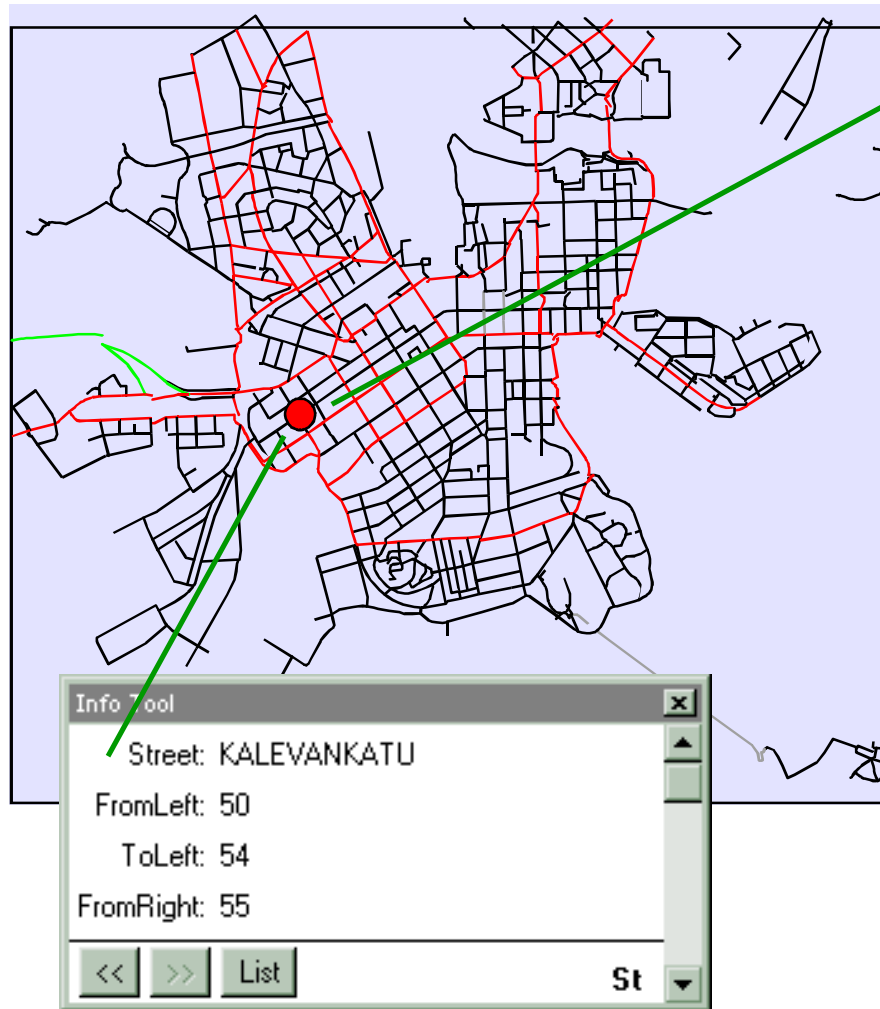 Info Tool
Street: KALEVANKATU
FromLeft: 50
ToLeft: 54
FromRight: 55
<< >> List St